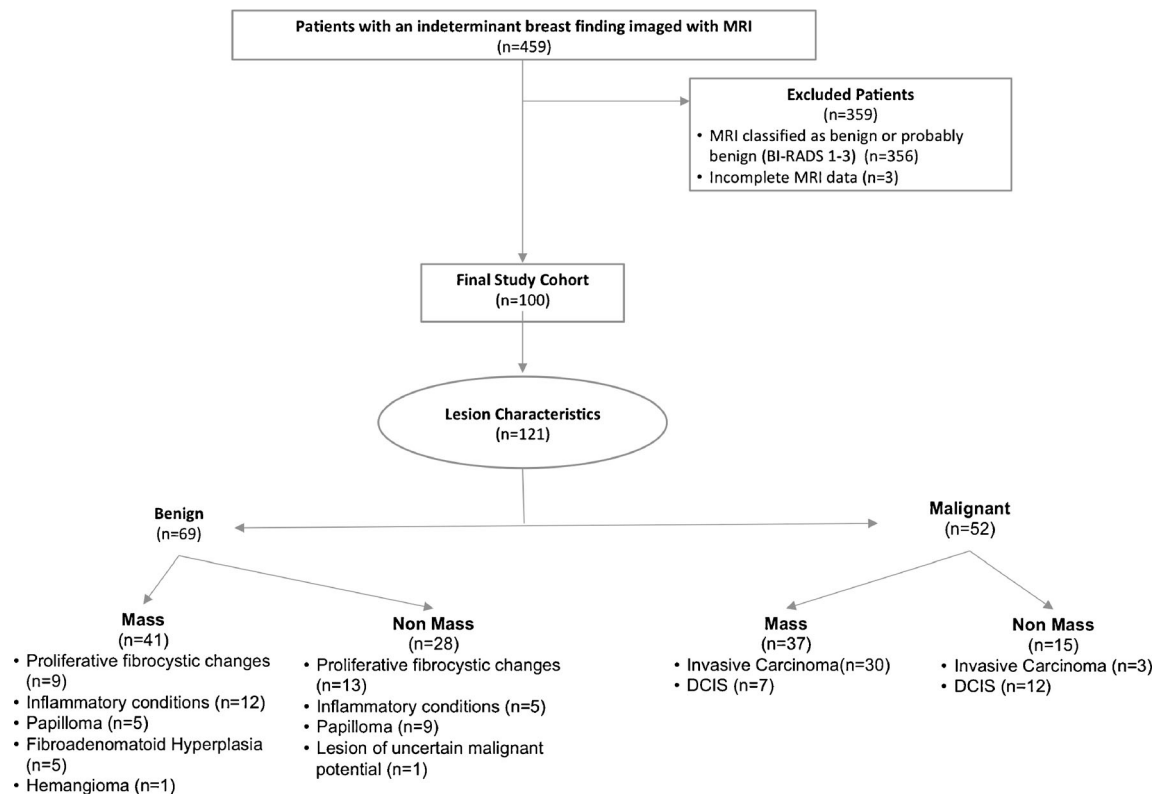 Patients with an indeterminant breast finding imaged with MRI
(n=459)
Excluded Patients
(n=359)
• MRI classified as benign or probably
benign (BI-RADS 1-3) (n=356)
• Incomplete MRI data (n=3)
Final Study Cohort
(n=100)
Lesion Characteristics
(n=121)
Benign
(n=69)
Malignant
(n=52)
Mass
(n=41)
• Proliferative fibrocystic changes
(n=9)
• Inflammatory conditions (n=12)
• Papilloma (n=5)
• Fibroadenomatoid Hyperplasia
(n=5)
• Hemangioma (n=1)
Non Mass
(n=28)
• Proliferative fibrocystic changes
(n=13)
• Inflammatory conditions (n=5)
• Papilloma (n=9)
• Lesion of uncertain malignant
potential (n=1)
Mass
(n=37)
• Invasive Carcinoma(n=30)
• DCIS (n=7)
Non Mass
(n=15)
• Invasive Carcinoma (n=3)
• DCIS (n=12)